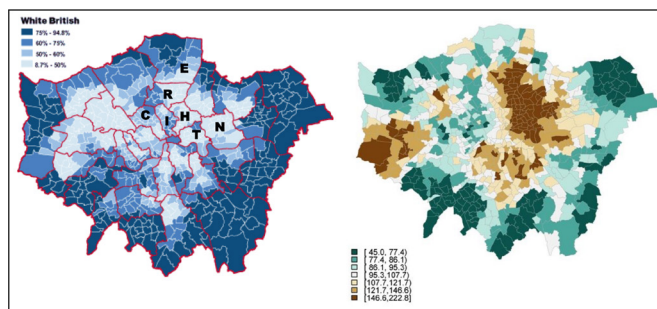 White British
75% - 94.8%
60% - 75%
50% - 60%
8.7% - 50%
E
R
C
I
H
T
N
[ 45.0, 77.4)
[ 77.4, 86.1)
[ 86.1, 95.3)
[ 95.3,107.7)
[107.7,121.7)
[121.7,146.6)
[146.6,222.8]